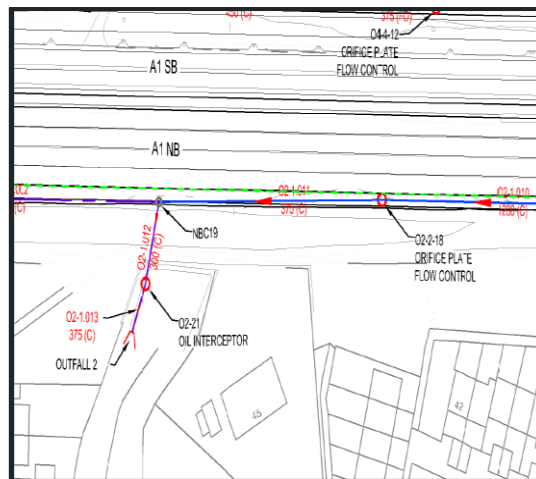 375 (FD)
O4-4-12
ORIFICE PLATE
FLOW CONTROL
A1 SB
A1 NB
O2-1.011
O2-1.010
375 (C)
1200 (C)
(C)
NBC19
O2-2-18
ORIFICE PLATE
FLOW CONTROL
O2-1.012
300 (C)
O2-1.013
375 (C)
O2-21
OIL INTERCEPTOR
OUTFALL 2
45
42